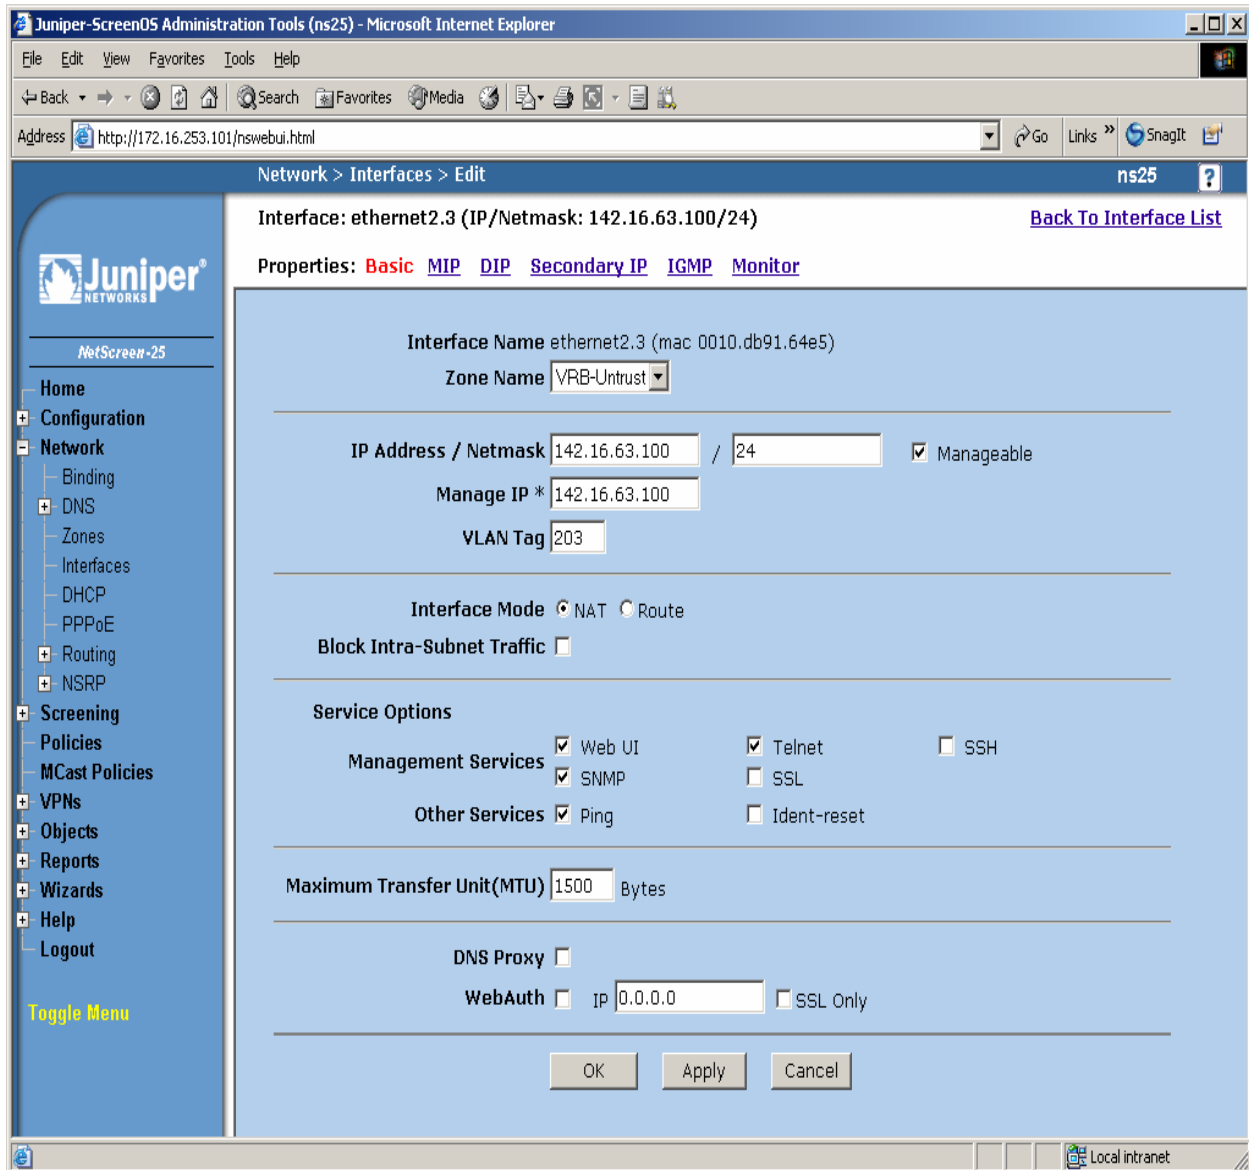 Juniper-ScreenOS Administration Tools (ns25) - Microsoft Internet Explorer
File Edit View Favorites Tools Help
Back Search Favorites Media
Address http://172.16.253.101/nswebui.html Go Links » SnagIt
Network > Interfaces > Edit ns25 ?
Interface: ethernet2.3 (IP/Netmask: 142.16.63.100/24) Back To Interface List
Properties: Basic MIP DIP Secondary IP IGMP Monitor
Juniper®
NETWORKS
NetScreen-25
Home
Configuration
Network
Binding
DNS
Zones
Interfaces
DHCP
PPPoE
Routing
NSRP
Screening
Policies
MCast Policies
VPNs
Objects
Reports
Wizards
Help
Logout
Toggle Menu
Interface Name ethernet2.3 (mac 0010.db91.64e5)
Zone Name VRB-Untrust
IP Address / Netmask 142.16.63.100 / 24 Manageable
Manage IP * 142.16.63.100
VLAN Tag 203
Interface Mode NAT Route
Block Intra-Subnet Traffic
Service Options
Management Services Web UI Telnet SSH
SNMP SSL
Other Services Ping Ident-reset
Maximum Transfer Unit(MTU) 1500 Bytes
DNS Proxy
WebAuth IP 0.0.0.0 SSL Only
OK Apply Cancel
Local intranet